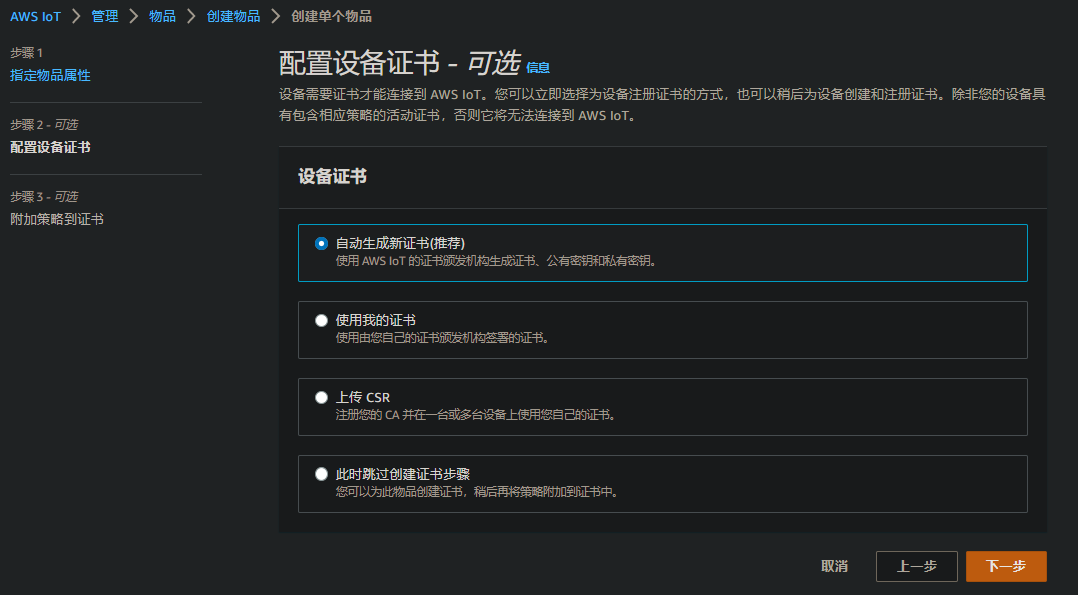 AWS IoT > 管理 > 物品 > 创建物品 > 创建单个物品
步骤 1
指定物品属性
步骤 2 - 可选
配置设备证书
步骤 3 - 可选
附加策略到证书
配置设备证书 - 可选 信息
设备需要证书才能连接到 AWS IoT。您可以立即选择为设备注册证书的方式，也可以稍后为设备创建和注册证书。除非您的设备具
有包含相应策略的活动证书，否则它将无法连接到 AWS IoT。
设备证书
自动生成新证书(推荐)
使用 AWS IoT 的证书颁发机构生成证书、公有密钥和私有密钥。
使用我的证书
使用由您自己的证书颁发机构签署的证书。
上传 CSR
注册您的 CA 并在一台或多台设备上使用您自己的证书。
此时跳过创建证书步骤
您可以为此物品创建证书，稍后再将策略附加到证书中。
取消
上一步
下一步